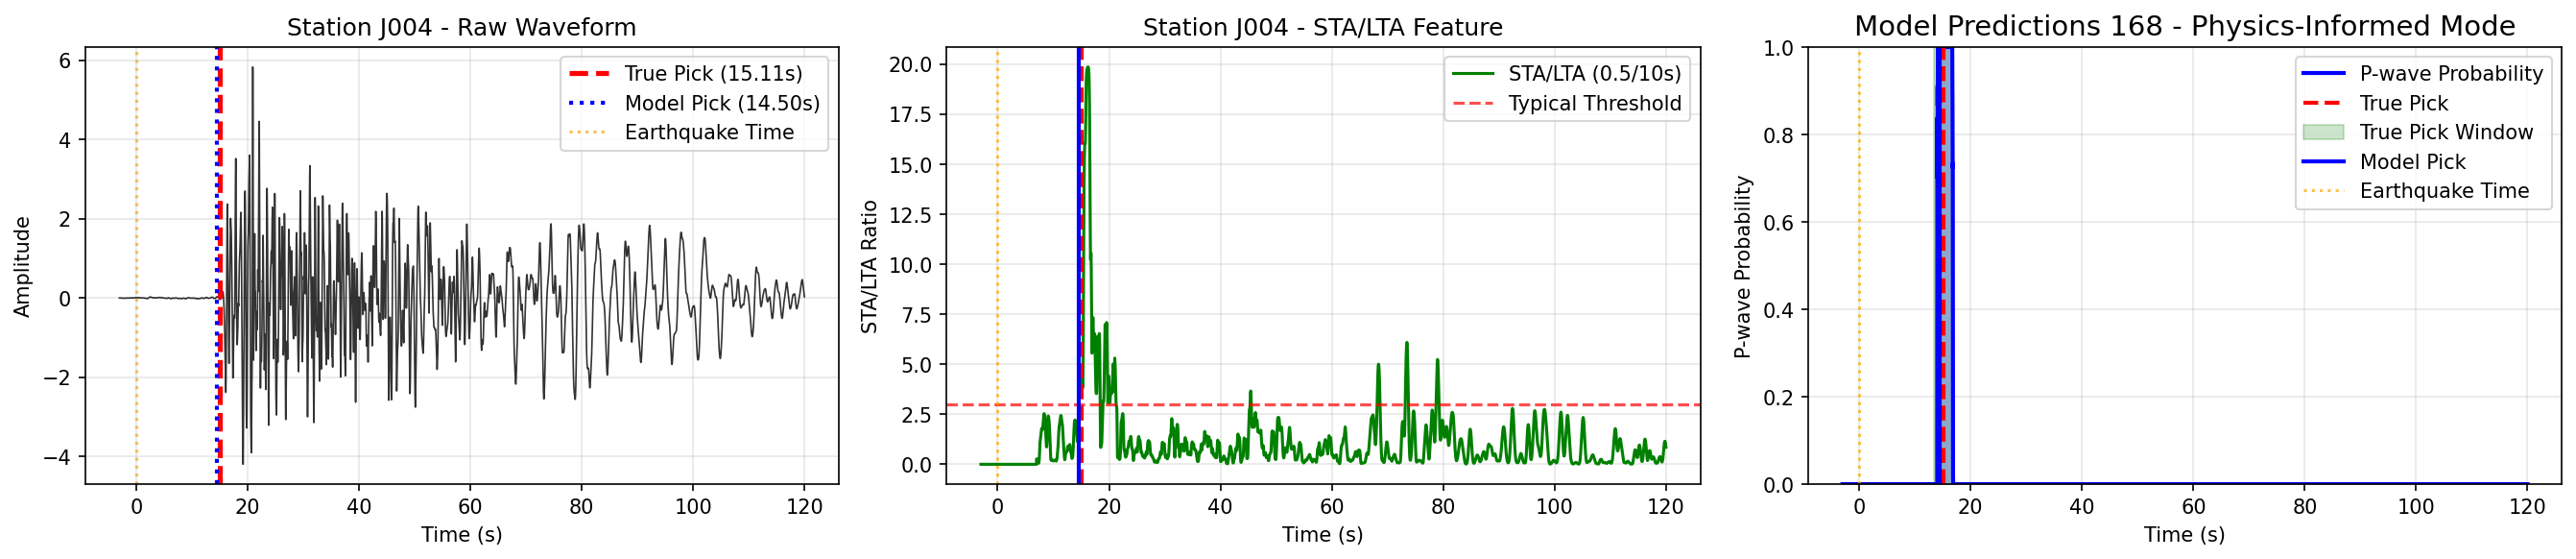 Station J004 - Raw Waveform
6
4
2
0
−2
−4
Amplitude
0
20
40
60
80
100
120
Time (s)
True Pick (15.11s)
Model Pick (14.50s)
Earthquake Time
Station J004 - STA/LTA Feature
20.0
17.5
15.0
12.5
10.0
7.5
5.0
2.5
0.0
STA/LTA Ratio
0
20
40
60
80
100
120
Time (s)
STA/LTA (0.5/10s)
Typical Threshold
Model Predictions 168 - Physics-Informed Mode
1.0
0.8
0.6
0.4
0.2
0.0
P-wave Probability
0
20
40
60
80
100
120
Time (s)
P-wave Probability
True Pick
True Pick Window
Model Pick
Earthquake Time